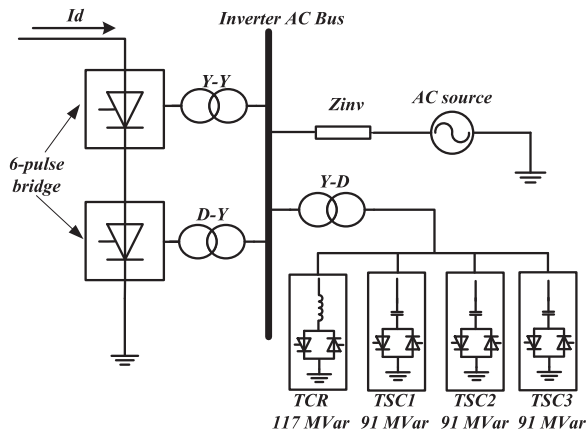 Id
Inverter AC Bus
Y-Y
Zinv
AC source
6-pulse
bridge
Y-D
D-Y
TCR
117 MVar
TSC1
91 MVar
TSC2
91 MVar
TSC3
91 MVar